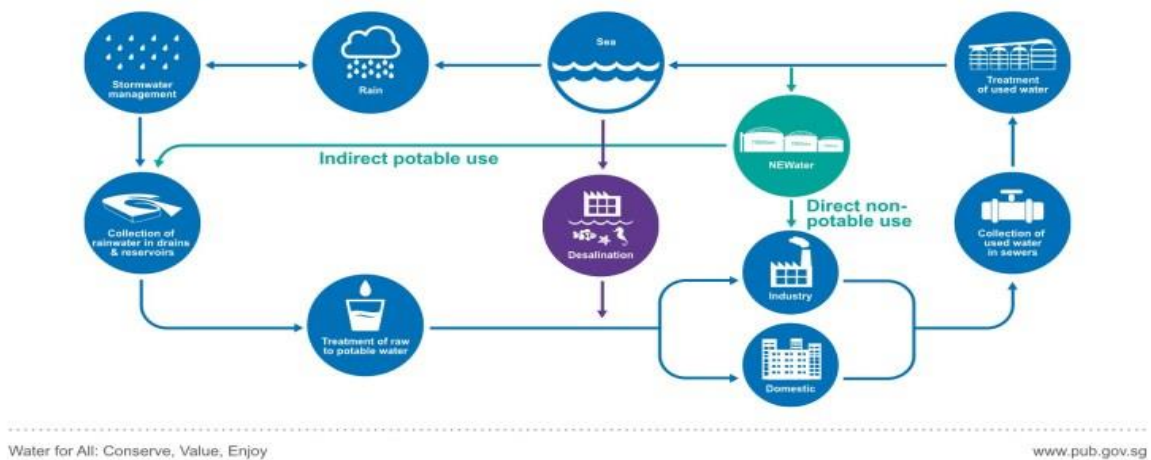 Stormwater
management
Rain
Sea
Treatment
of used water
Indirect potable use
NEWater
Direct non-
potable use
Collection of
rainwater in drains
& reservoirs
Desalination
Collection of
used water
in sewers
Industry
Treatment of raw
to potable water
Domestic
Water for All: Conserve, Value, Enjoy
www.pub.gov.sg